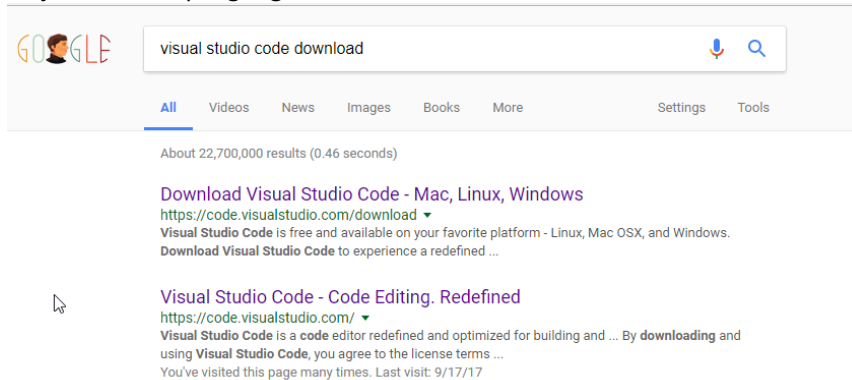 GOOGLE
visual studio code download
All Videos News Images Books More Settings Tools
About 22,700,000 results (0.46 seconds)
Download Visual Studio Code - Mac, Linux, Windows
https://code.visualstudio.com/download
Visual Studio Code is free and available on your favorite platform - Linux, Mac OSX, and Windows.
Download Visual Studio Code to experience a redefined ...
Visual Studio Code - Code Editing. Redefined
https://code.visualstudio.com/
Visual Studio Code is a code editor redefined and optimized for building and ... By downloading and
using Visual Studio Code, you agree to the license terms ...
You've visited this page many times. Last visit: 9/17/17